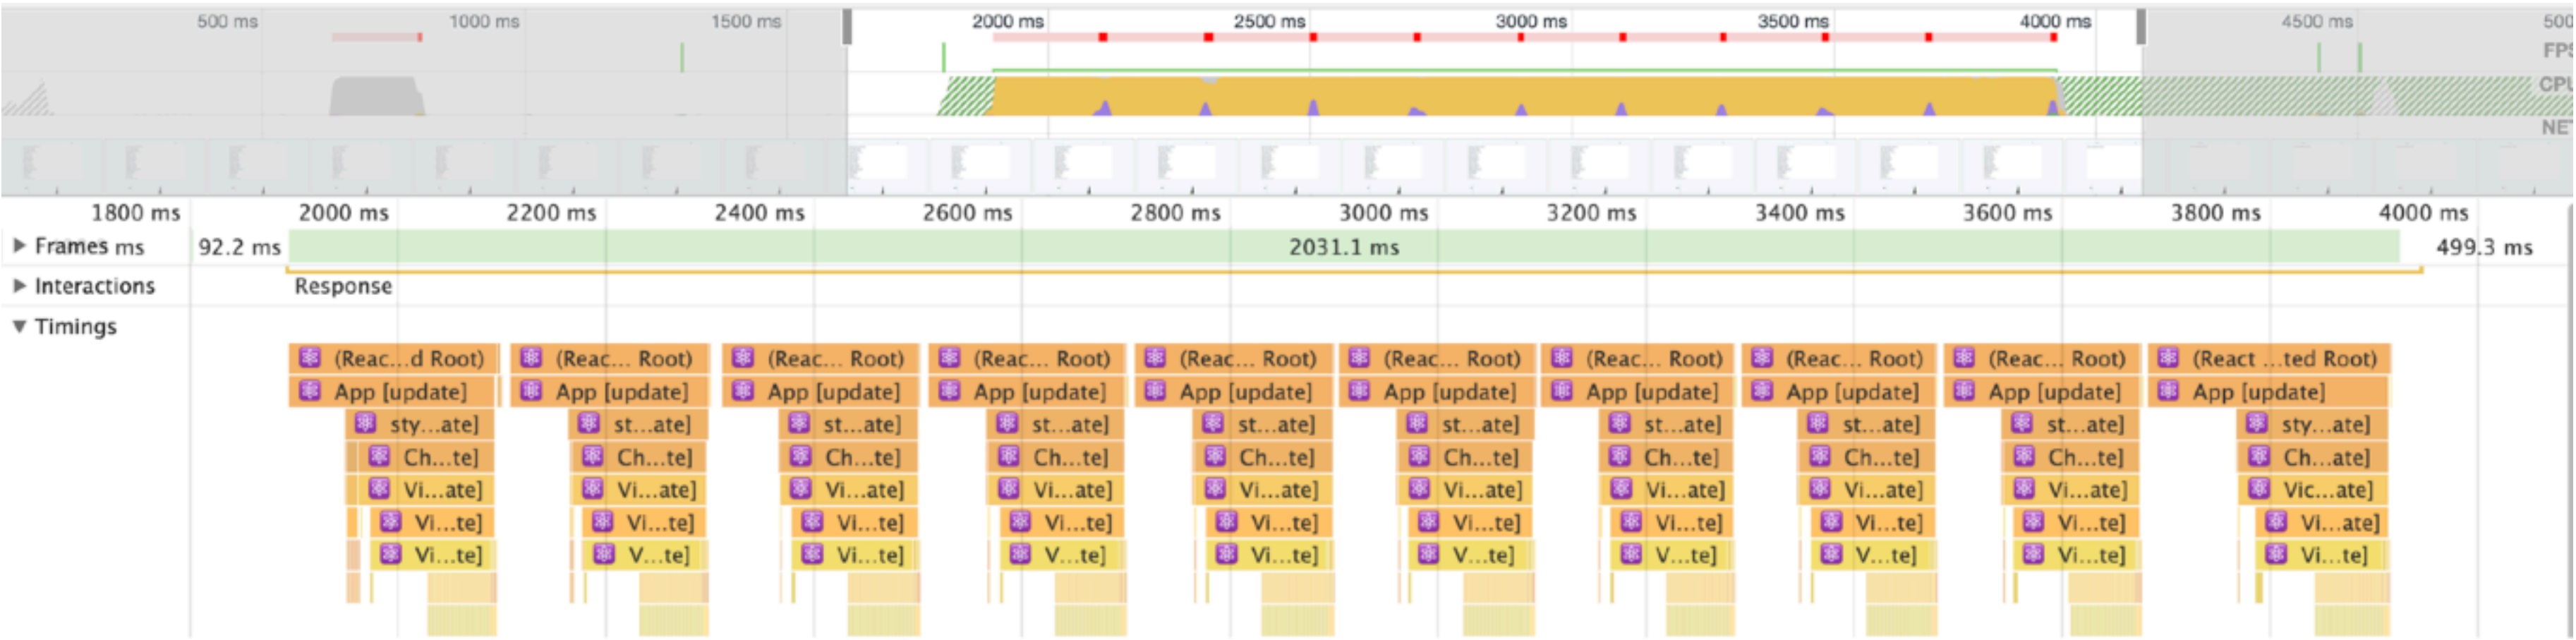 500 ms 1000 ms 1500 ms 2000 ms 2500 ms 3000 ms 3500 ms 4000 ms 4500 ms 500
FPS
CPU
NET
1800 ms 2000 ms 2200 ms 2400 ms 2600 ms 2800 ms 3000 ms 3200 ms 3400 ms 3600 ms 3800 ms 4000 ms
Frames ms 92.2 ms 2031.1 ms 499.3 ms
Interactions Response
Timings
(Reac...d Root) (Reac... Root) (Reac... Root) (Reac... Root) (Reac... Root) (Reac... Root) (Reac... Root) (Reac... Root) (Reac... Root) (React ...ted Root)
App [update] App [update] App [update] App [update] App [update] App [update] App [update] App [update] App [update] App [update]
sty...ate] st...ate] st...ate] st...ate] st...ate] st...ate] st...ate] st...ate] st...ate] sty...ate]
Ch...te] Ch...te] Ch...te] Ch...te] Ch...te] Ch...te] Ch...te] Ch...te] Ch...te] Ch...ate]
Vi...ate] Vi...ate] Vi...ate] Vi...ate] Vi...ate] Vi...ate] Vi...ate] Vi...ate] Vi...ate] Vic...ate]
Vi...te] Vi...te] Vi...te] Vi...te] Vi...te] Vi...te] Vi...te] Vi...te] Vi...te] Vi...ate]
Vi...te] V...te] Vi...te] V...te] Vi...te] V...te] V...te] V...te] Vi...te] Vi...te]